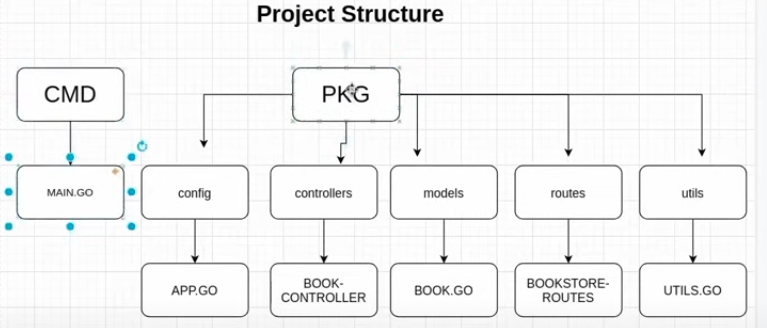 Project Structure
CMD
PKG
MAIN.GO
config
controllers
models
routes
utils
APP.GO
BOOK-
CONTROLLER
BOOK.GO
BOOKSTORE-
ROUTES
UTILS.GO